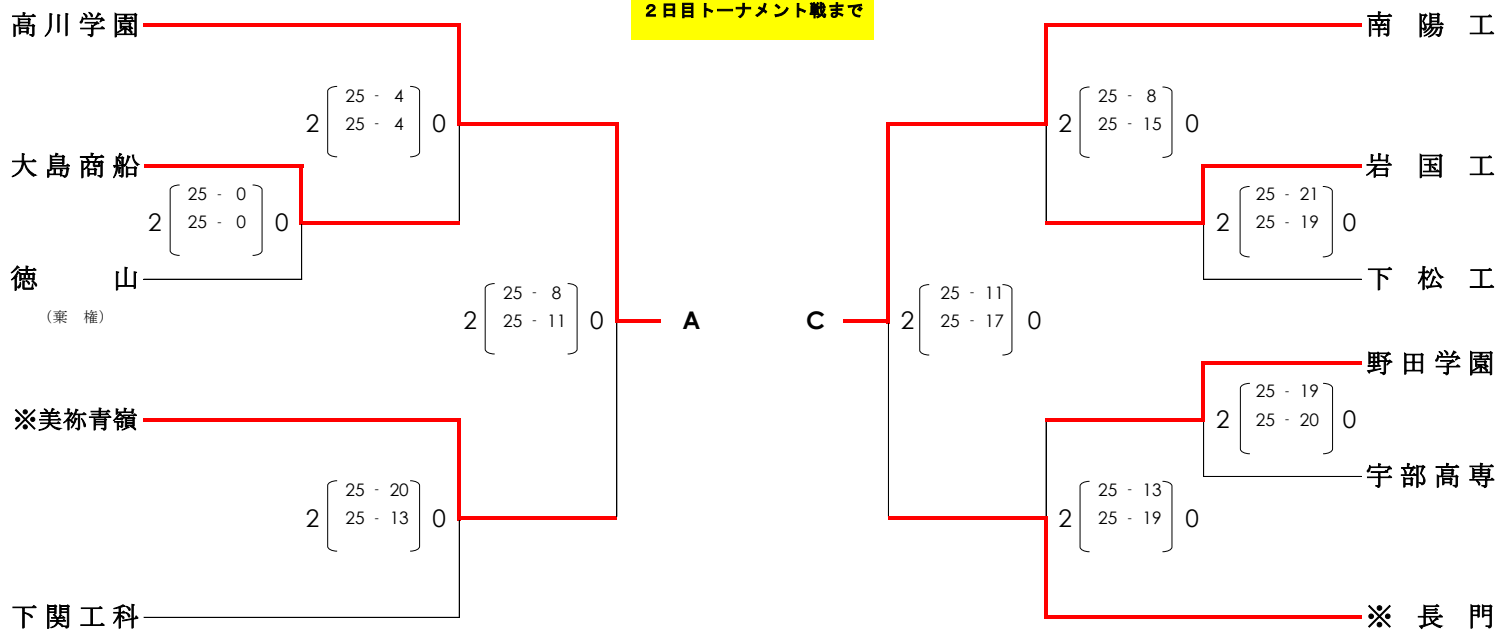 ２日目トーナメント戦まで
高川学園
2 25 - 4 0
25 - 4
大島商船
2 25 - 0 0
25 - 0
徳山
（棄権）
2 25 - 8 0
25 - 11
A
※美祢青嶺
2 25 - 20 0
25 - 13
下関工科
南陽工
2 25 - 8 0
25 - 15
岩国工
2 25 - 21 0
25 - 19
下松工
C
2 25 - 11 0
25 - 17
野田学園
2 25 - 19 0
25 - 20
宇部高専
2 25 - 13 0
25 - 19
※長門